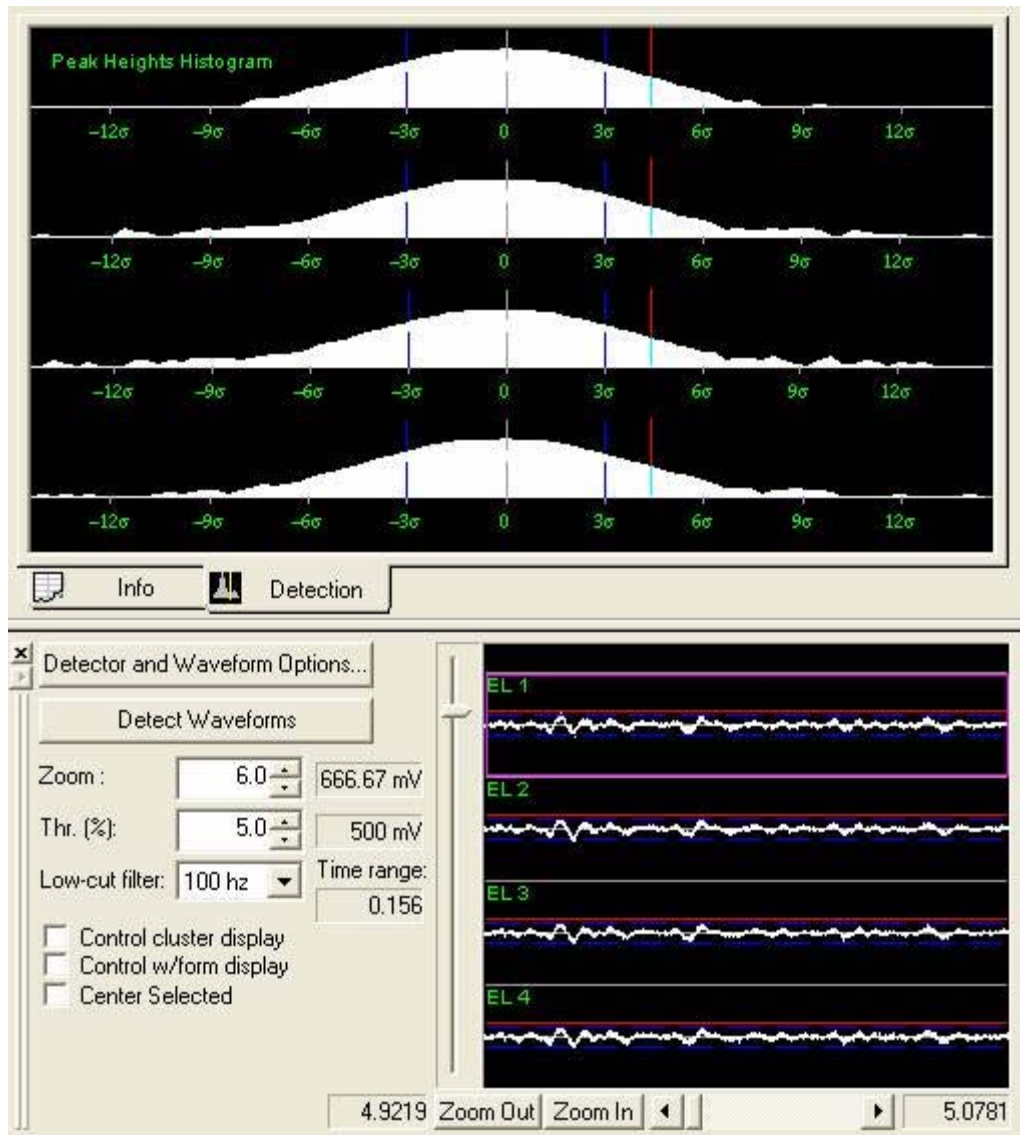 Peak Heights Histogram
−12σ −9σ −6σ −3σ 0 3σ 6σ 9σ 12σ
−12σ −9σ −6σ −3σ 0 3σ 6σ 9σ 12σ
−12σ −9σ −6σ −3σ 0 3σ 6σ 9σ 12σ
−12σ −9σ −6σ −3σ 0 3σ 6σ 9σ 12σ
Info Detection
Detector and Waveform Options...
Detect Waveforms
Zoom : 6.0 666.67 mV
Thr. (%): 5.0 500 mV
Low-cut filter: 100 hz Time range:
0.156
Control cluster display
Control w/form display
Center Selected
EL 1
EL 2
EL 3
EL 4
4.9219 Zoom Out Zoom In 5.0781